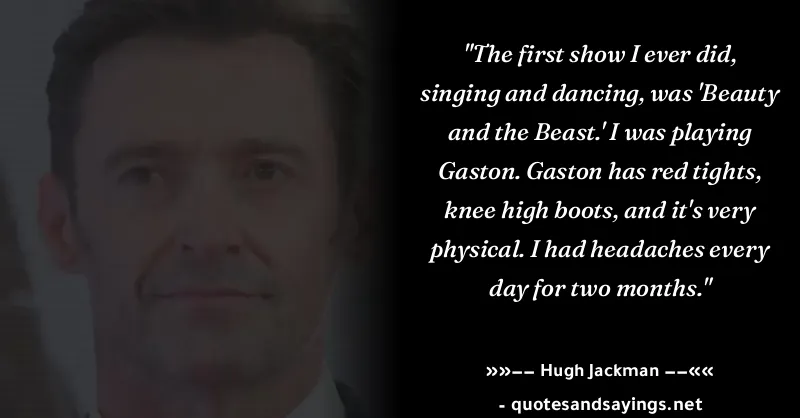 "The first show I ever did,
singing and dancing, was 'Beauty
and the Beast.' I was playing
Gaston. Gaston has red tights,
knee high boots, and it's very
physical. I had headaches every
day for two months."
»»−− Hugh Jackman −−««
- quotesandsayings.net